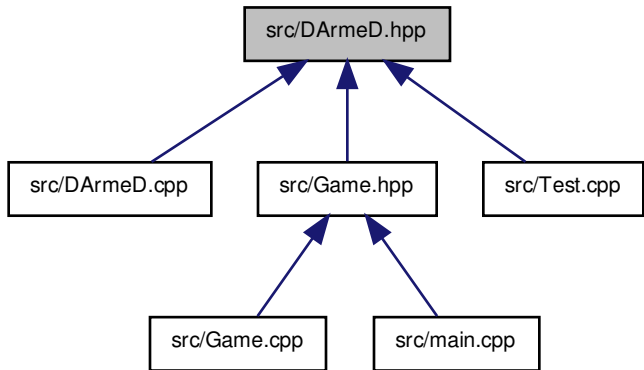 src/DArmeD.hpp
src/DArmeD.cpp
src/Game.hpp
src/Test.cpp
src/Game.cpp
src/main.cpp